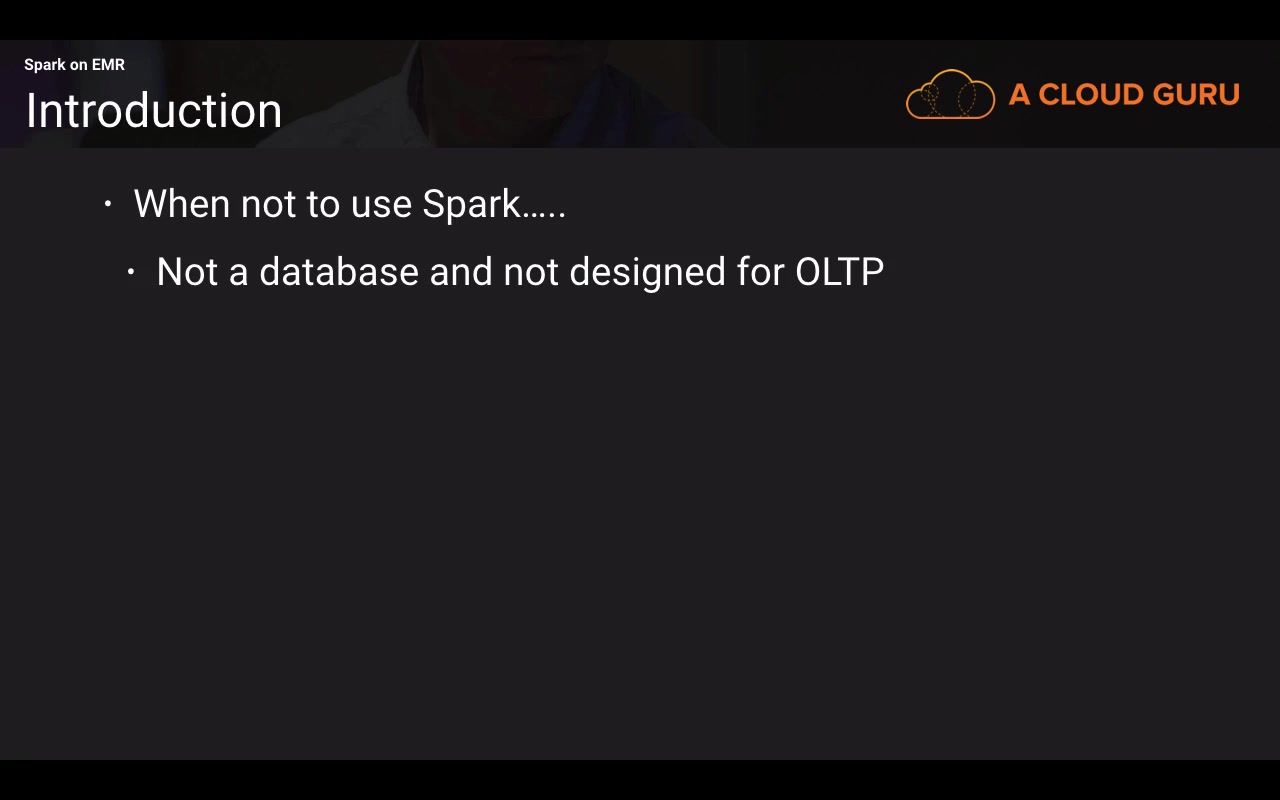 Spark on EMR
Introduction
A CLOUD GURU
• When not to use Spark.....
• Not a database and not designed for OLTP